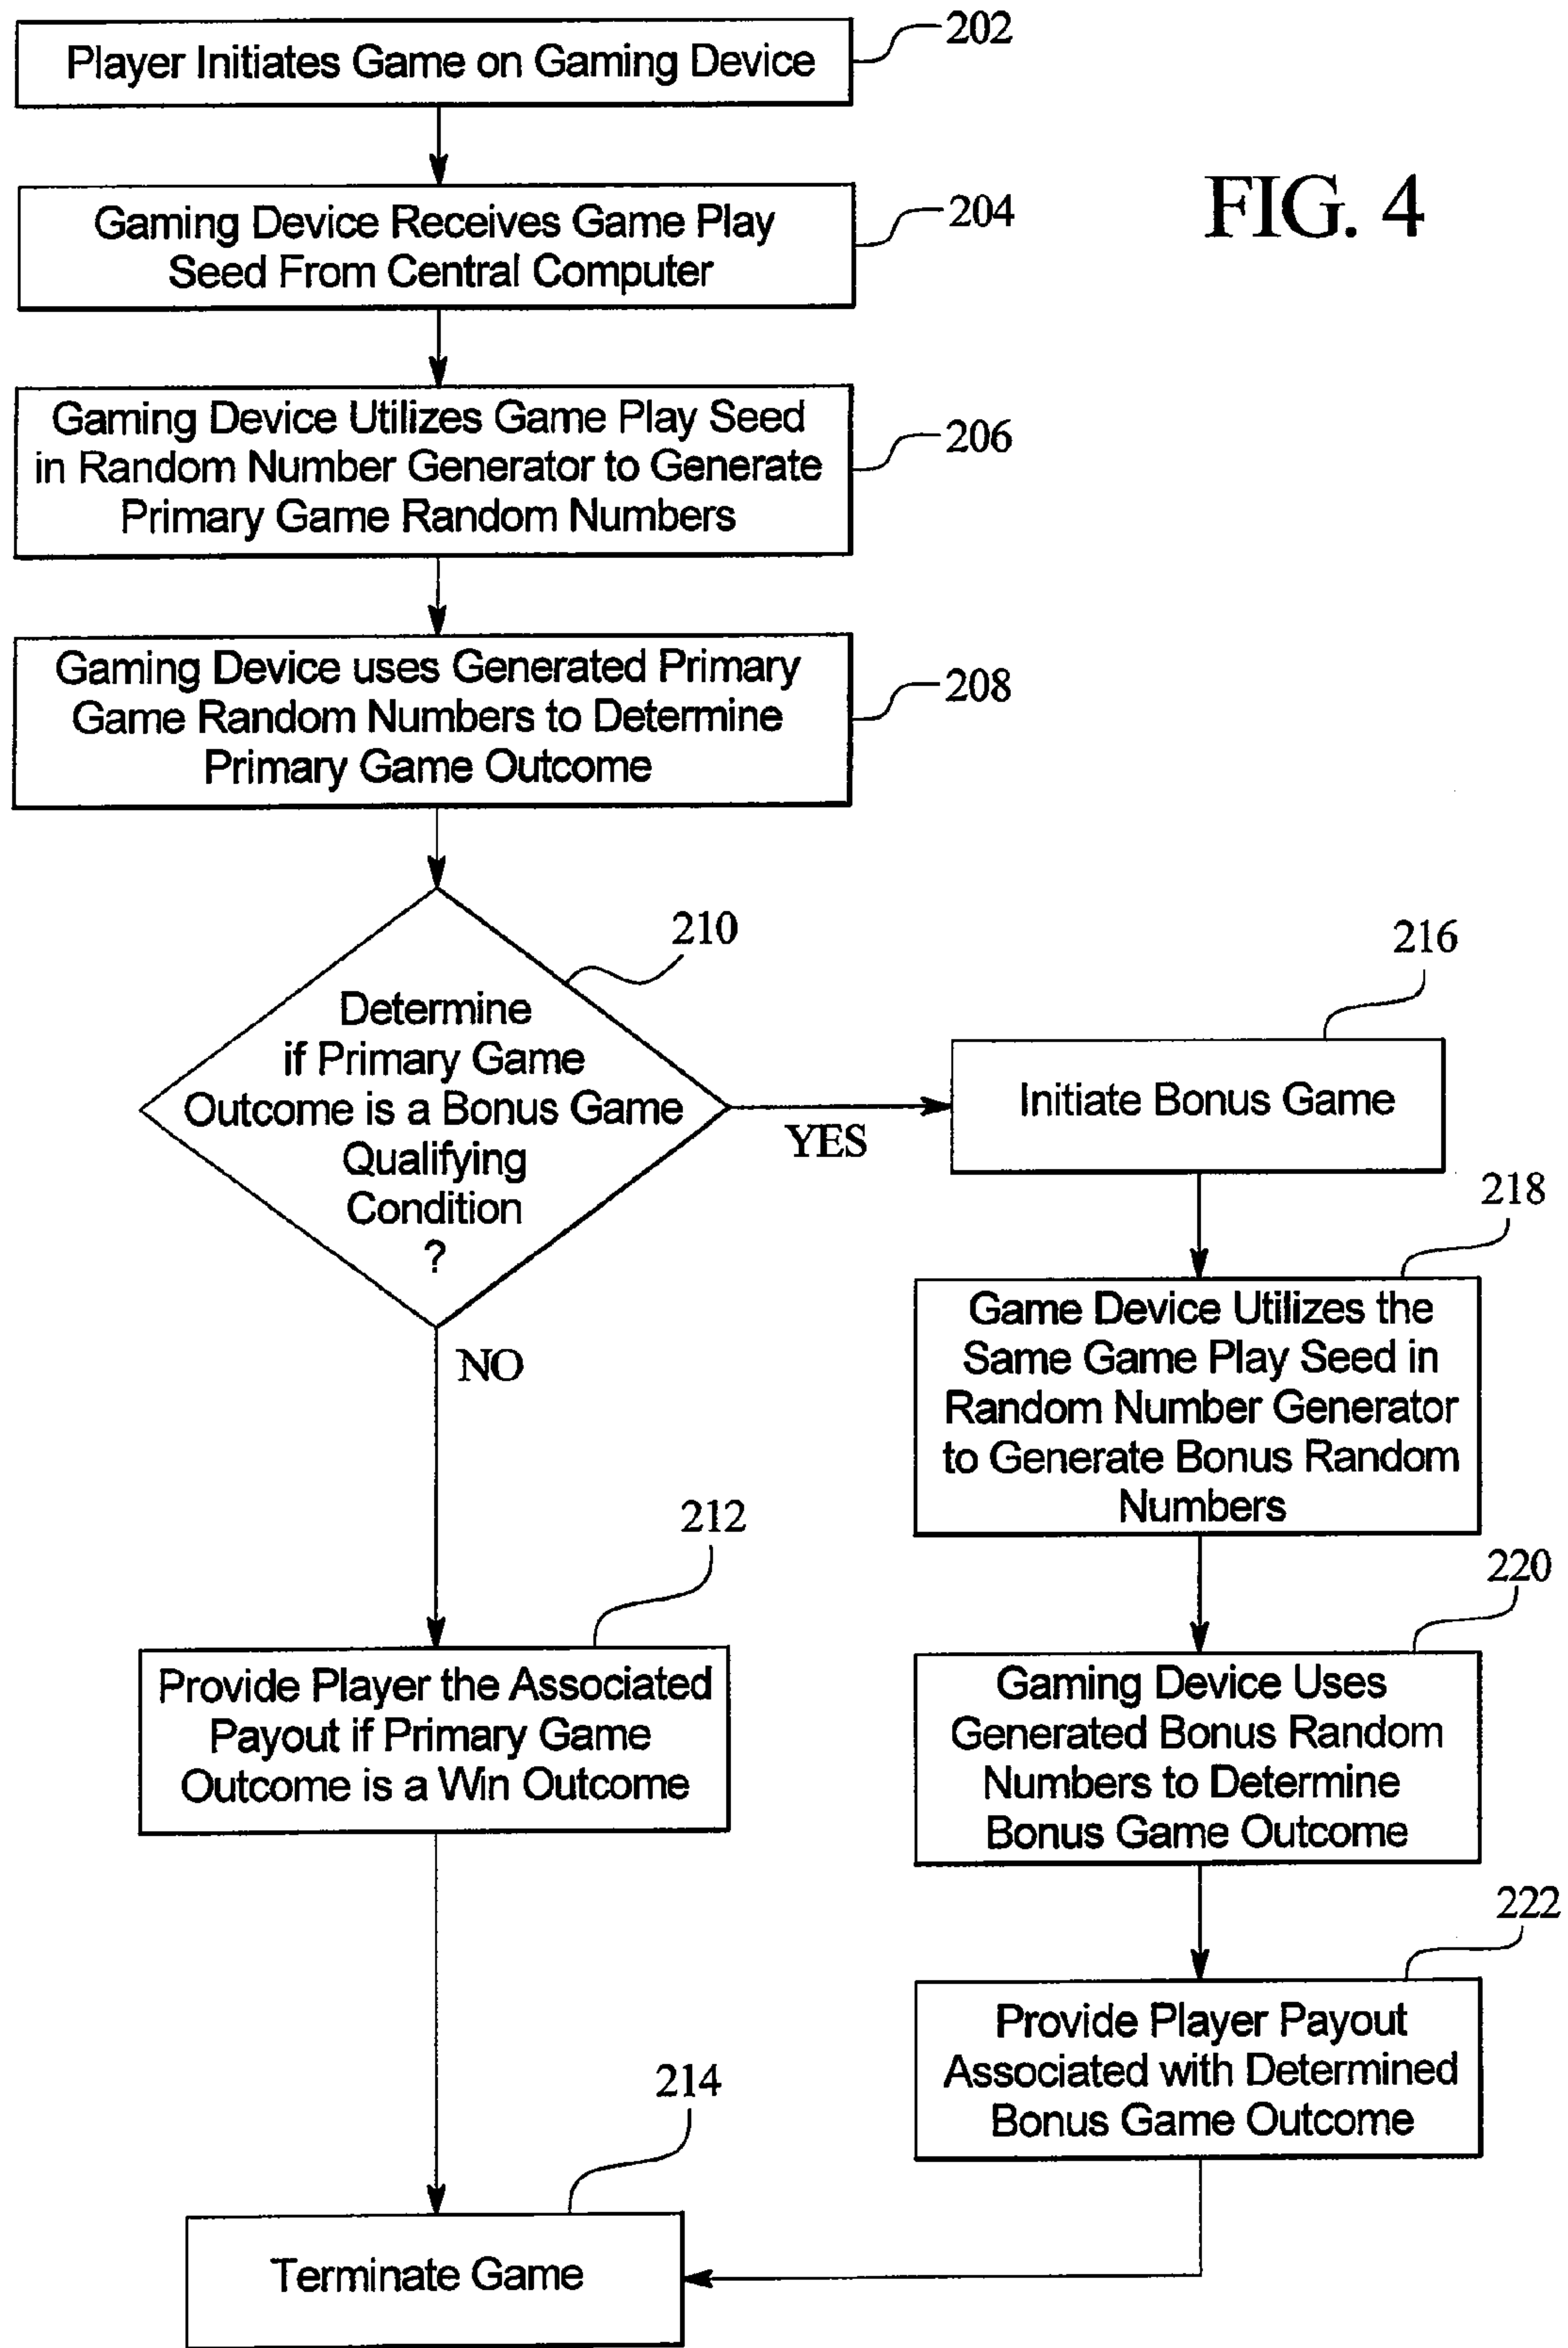 Player Initiates Game on Gaming Device
202
FIG. 4
Gaming Device Receives Game Play
Seed From Central Computer
204
Gaming Device Utilizes Game Play Seed
in Random Number Generator to Generate
Primary Game Random Numbers
206
Gaming Device uses Generated Primary
Game Random Numbers to Determine
Primary Game Outcome
208
Determine
if Primary Game
Outcome is a Bonus Game
Qualifying
Condition
?
210
YES
NO
216
Initiate Bonus Game
218
Game Device Utilizes the
Same Game Play Seed in
Random Number Generator
to Generate Bonus Random
Numbers
212
Provide Player the Associated
Payout if Primary Game
Outcome is a Win Outcome
220
Gaming Device Uses
Generated Bonus Random
Numbers to Determine
Bonus Game Outcome
222
Provide Player Payout
Associated with Determined
Bonus Game Outcome
214
Terminate Game